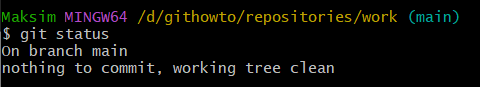 Maksim MINGW64 /d/githowto/repositories/work (main)
$ git status
On branch main
nothing to commit, working tree clean